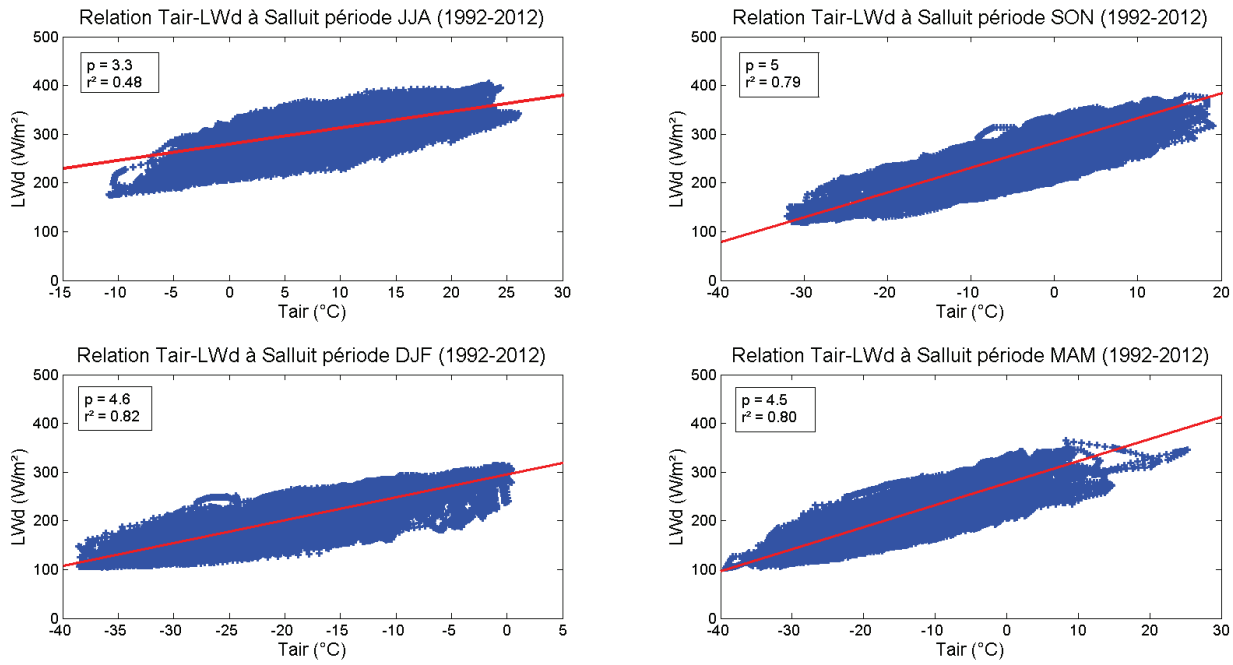 Relation Tair-LWd à Salluit période JJA (1992-2012)
500
400
300
200
100
0
LWd (W/m²)
p = 3.3
r² = 0.48
-15 -10 -5 0 5 10 15 20 25 30
Tair (°C)
Relation Tair-LWd à Salluit période SON (1992-2012)
500
400
300
200
100
0
LWd (W/m²)
p = 5
r² = 0.79
-40 -30 -20 -10 0 10 20
Tair (°C)
Relation Tair-LWd à Salluit période DJF (1992-2012)
500
400
300
200
100
0
LWd (W/m²)
p = 4.6
r² = 0.82
-40 -35 -30 -25 -20 -15 -10 -5 0 5
Tair (°C)
Relation Tair-LWd à Salluit période MAM (1992-2012)
500
400
300
200
100
0
LWd (W/m²)
p = 4.5
r² = 0.80
-40 -30 -20 -10 0 10 20 30
Tair (°C)